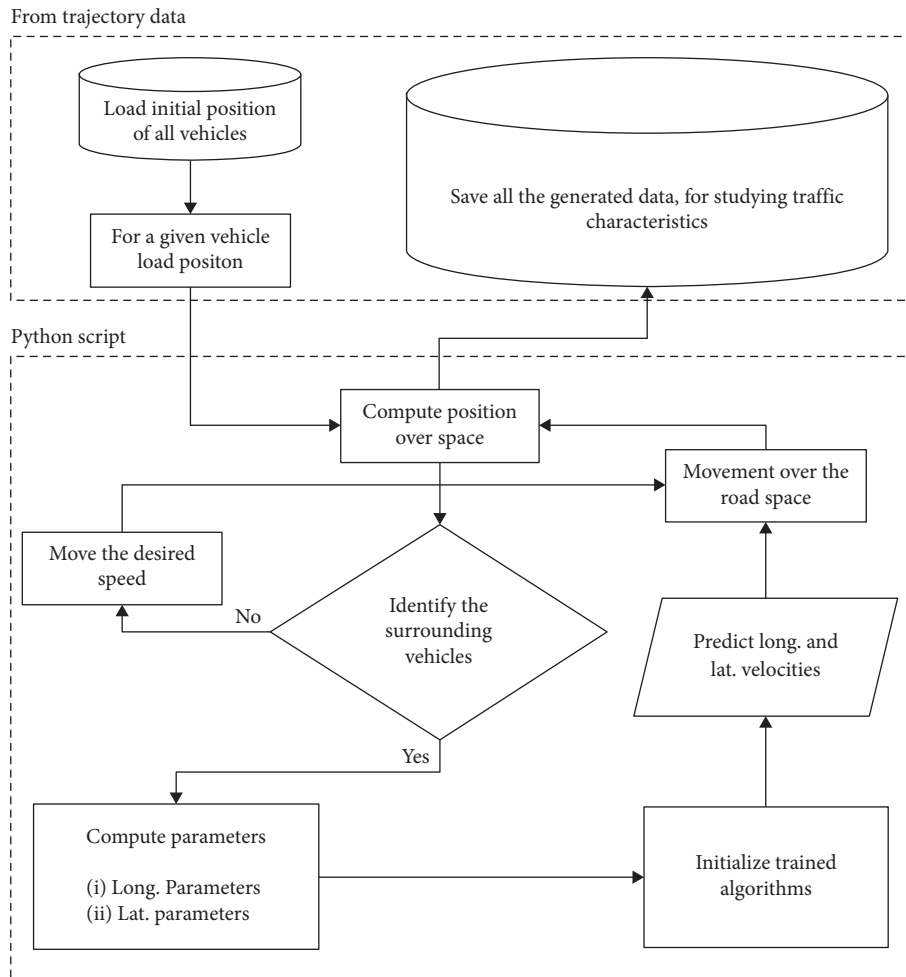 From trajectory data
Load initial position
of all vehicles
Save all the generated data, for studying traffic
characteristics
For a given vehicle
load positon
Python script
Compute position
over space
Movement over the
road space
Move the desired
speed
No
Identify the
surrounding
vehicles
Predict long. and
lat. velocities
Yes
Compute parameters
(i) Long. Parameters
(ii) Lat. parameters
Initialize trained
algorithms